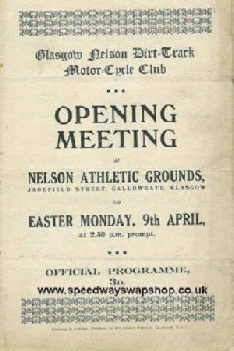 Glasgow Nelson Dirt-Track
Motor-Cycle Club
OPENING
MEETING
at
NELSON ATHLETIC GROUNDS,
JANEFIELD STREET, GALLOWGATE, GLASGOW
on
EASTER MONDAY, 9th APRIL,
at 2.30 p.m. prompt.
OFFICIAL PROGRAMME,
3D.
www.speedwayswapshop.co.uk